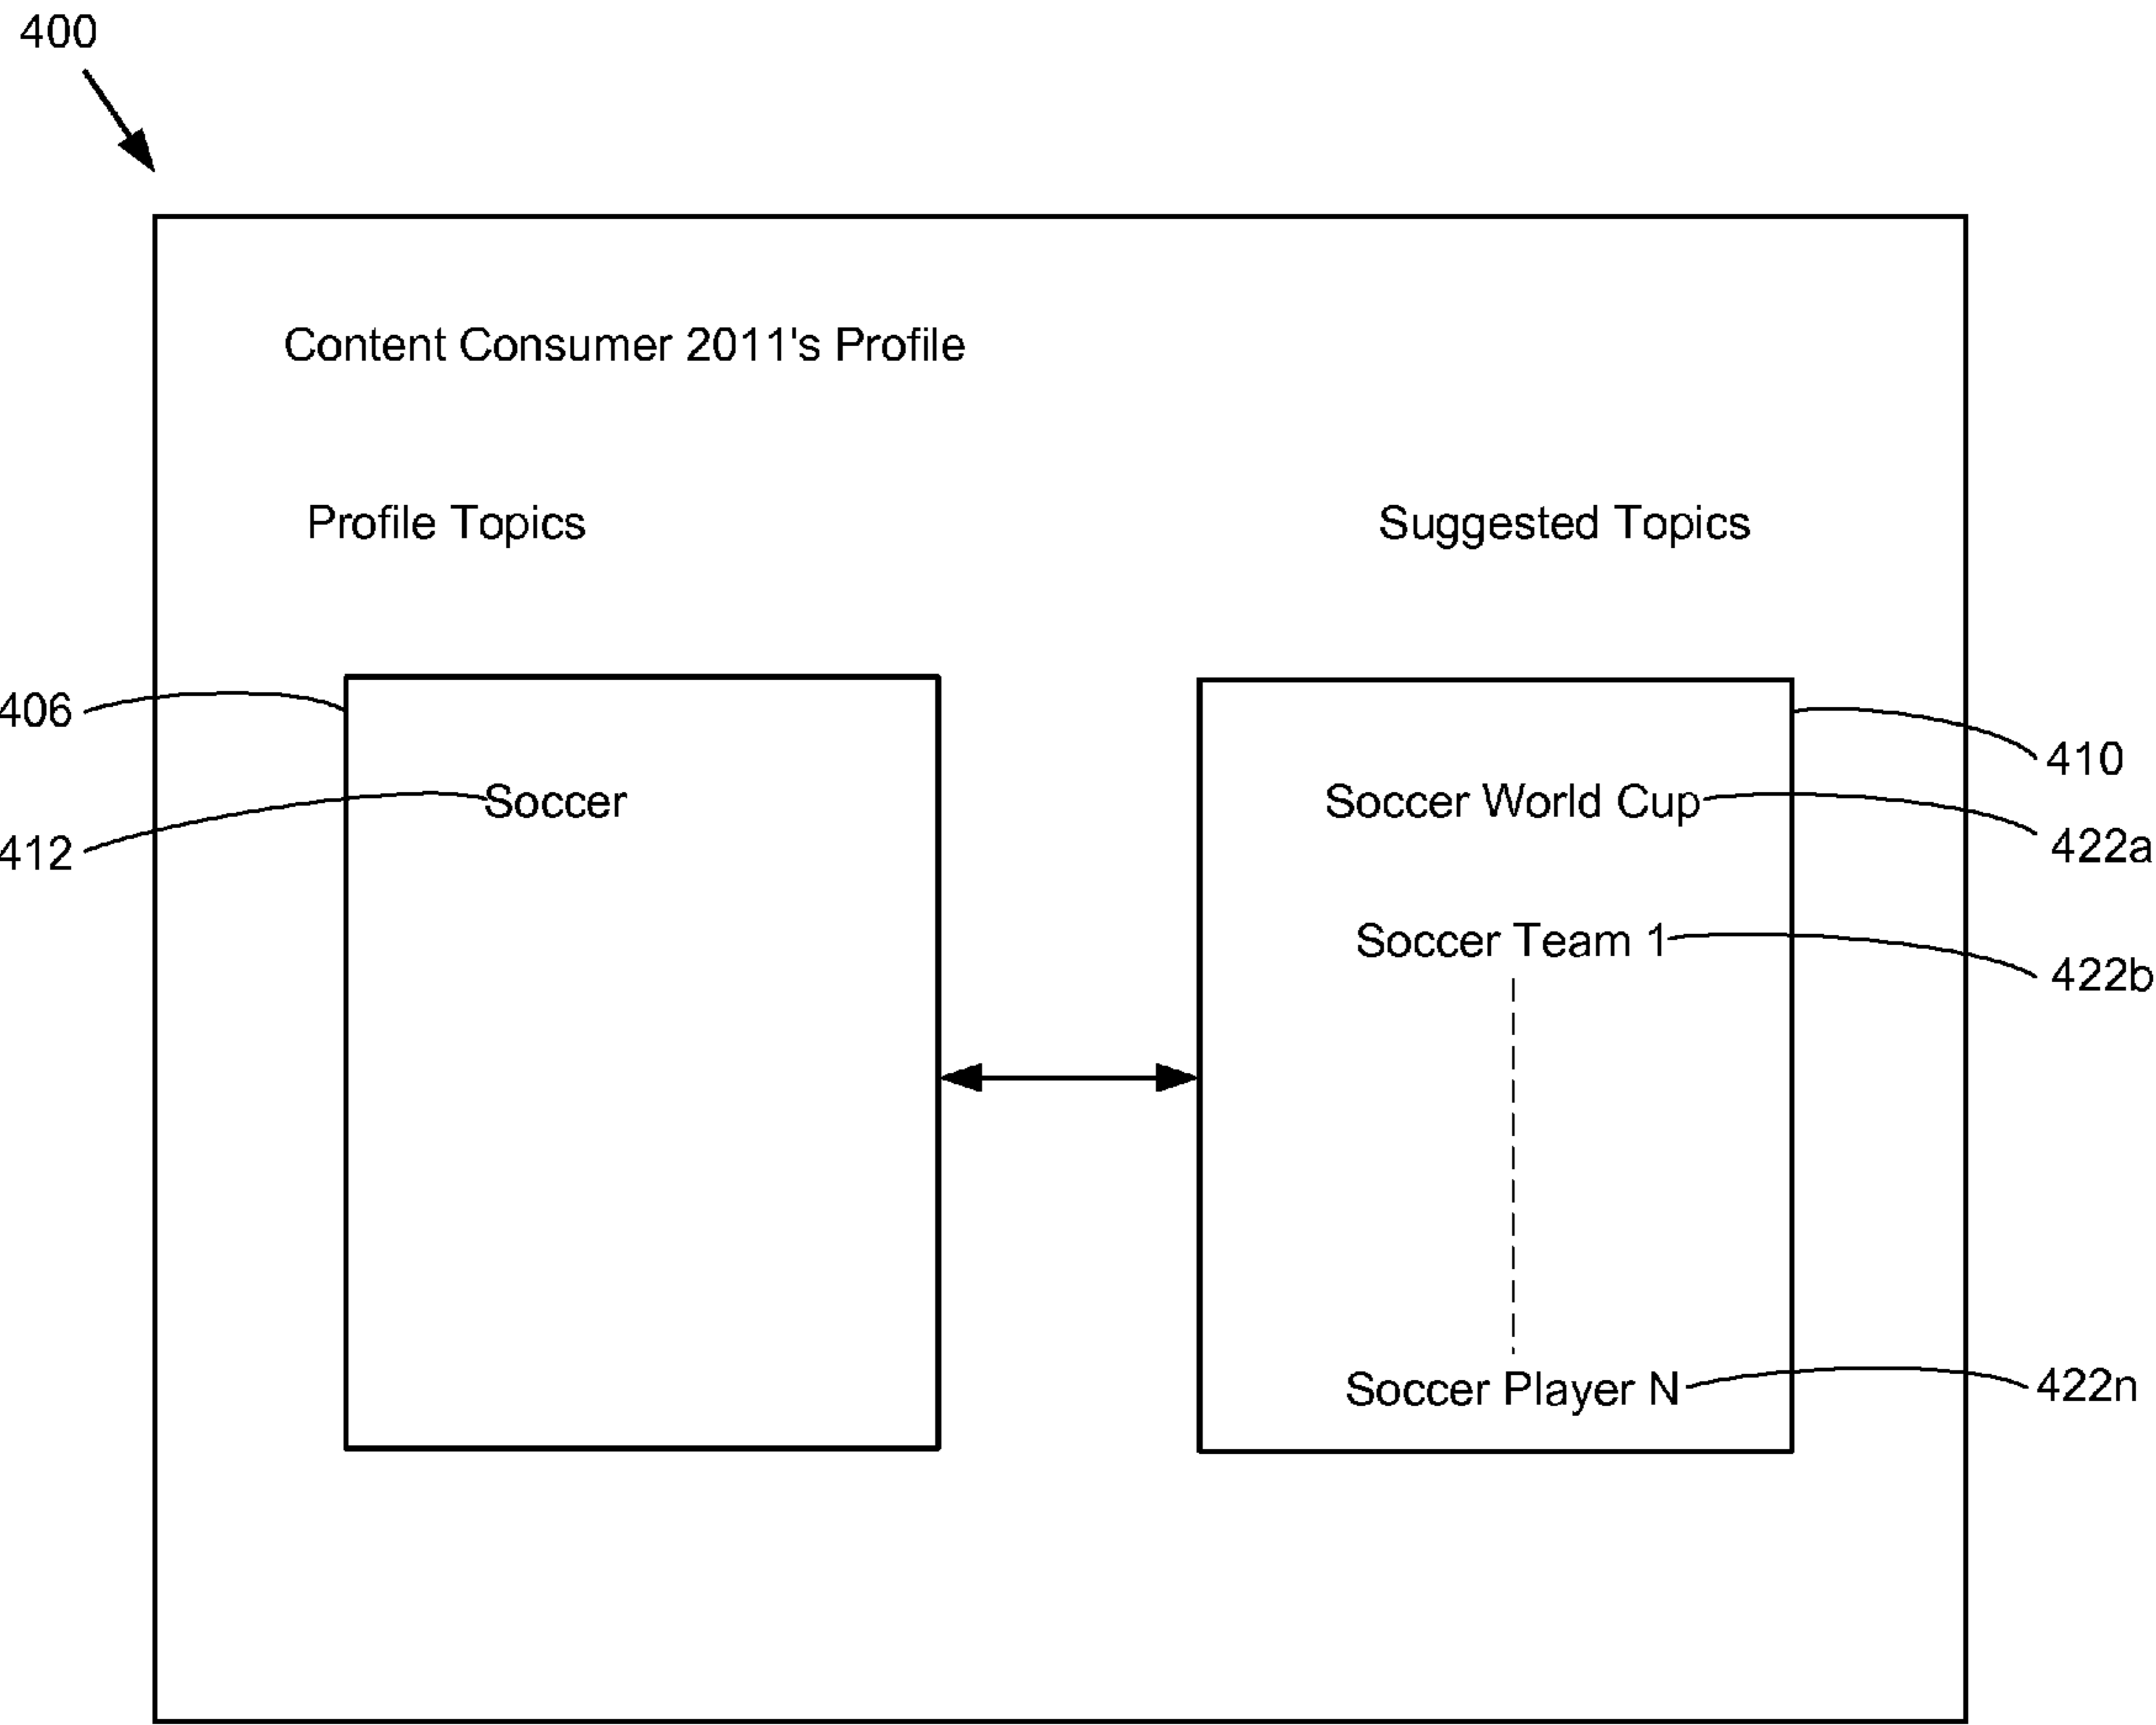 400
Content Consumer 2011's Profile
Profile Topics
Suggested Topics
406
410
412
Soccer
Soccer World Cup
422a
Soccer Team 1
422b
Soccer Player N
422n